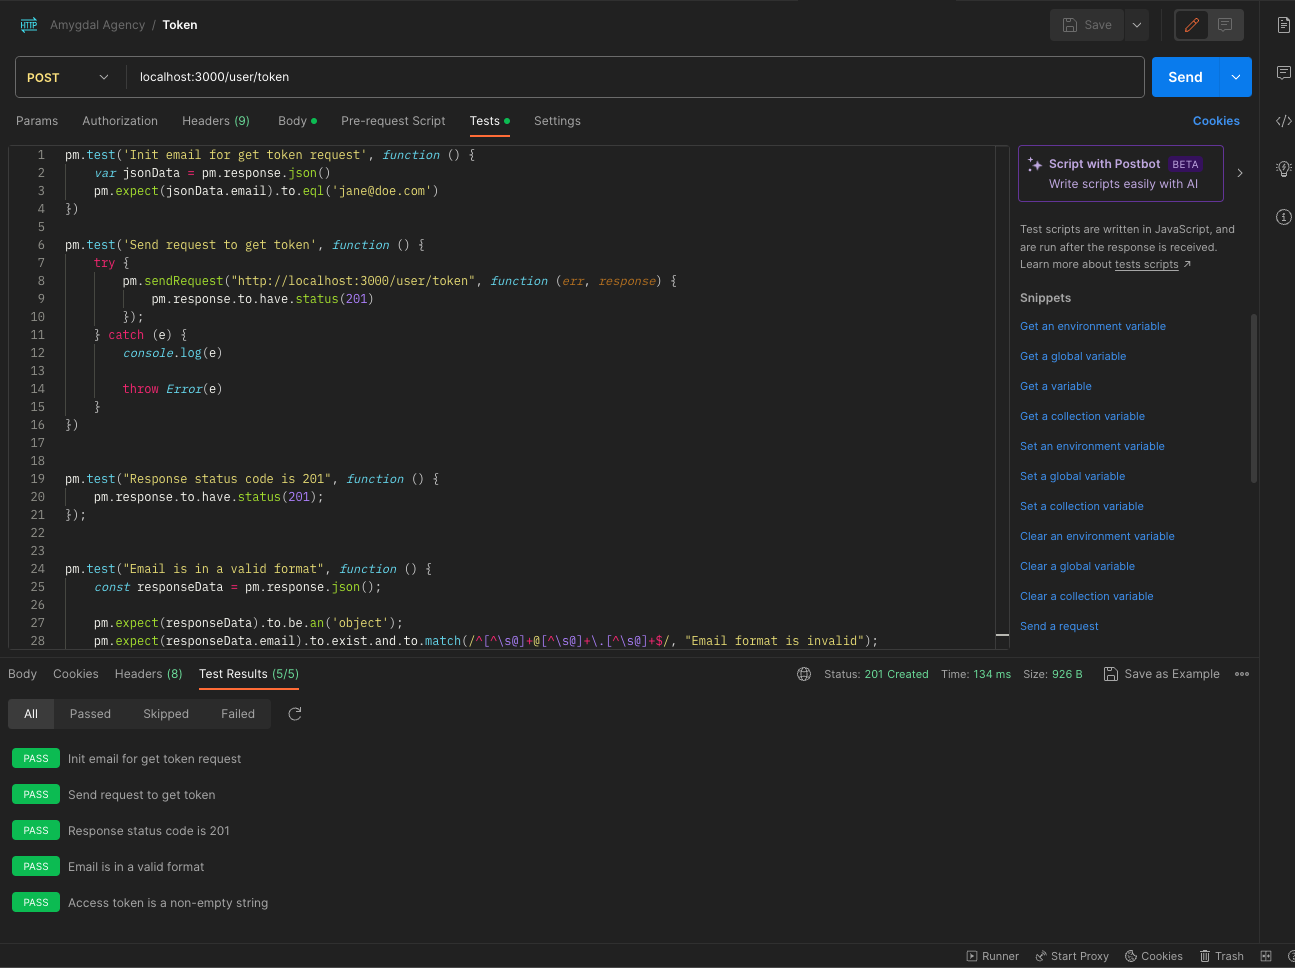 HTTP Amygdal Agency / Token Save
POST localhost:3000/user/token Send
Params Authorization Headers (9) Body Pre-request Script Tests Settings Cookies
1 pm.test('Init email for get token request', function () {
2 var jsonData = pm.response.json()
3 pm.expect(jsonData.email).to.eql('jane@doe.com')
4 })
5
6 pm.test('Send request to get token', function () {
7 try {
8 pm.sendRequest("http://localhost:3000/user/token", function (err, response) {
9 pm.response.to.have.status(201)
10 });
11 } catch (e) {
12 console.log(e)
13
14 throw Error(e)
15 }
16 })
17
18
19 pm.test("Response status code is 201", function () {
20 pm.response.to.have.status(201);
21 });
22
23
24 pm.test("Email is in a valid format", function () {
25 const responseData = pm.response.json();
26
27 pm.expect(responseData).to.be.an('object');
28 pm.expect(responseData.email).to.exist.and.to.match(/^[^\s@]+@[^\s@]+\.[^\s@]+$/, "Email format is invalid");
Script with Postbot BETA
Write scripts easily with AI
Test scripts are written in JavaScript, and
are run after the response is received.
Learn more about tests scripts ↗
Snippets
Get an environment variable
Get a global variable
Get a variable
Get a collection variable
Set an environment variable
Set a global variable
Set a collection variable
Clear an environment variable
Clear a global variable
Clear a collection variable
Send a request
Body Cookies Headers (8) Test Results (5/5) Status: 201 Created Time: 134 ms Size: 926 B Save as Example
All Passed Skipped Failed
PASS Init email for get token request
PASS Send request to get token
PASS Response status code is 201
PASS Email is in a valid format
PASS Access token is a non-empty string
Runner Start Proxy Cookies Trash